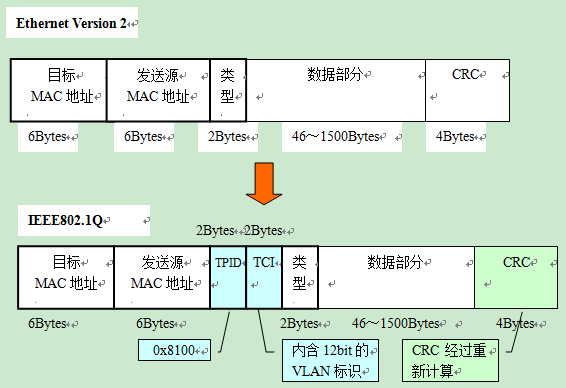 Ethernet Version 2
目标 发送源 类 数据部分 CRC
MAC 地址 MAC 地址 型
6Bytes 6Bytes 2Bytes 46～1500Bytes 4Bytes
IEEE802.1Q
2Bytes 2Bytes
目标 发送源 TPID TCI 类 数据部分 CRC
MAC 地址 MAC 地址 型
6Bytes 6Bytes 2Bytes 46～1500Bytes 4Bytes
0x8100 内含 12bit 的 CRC 经过重
VLAN 标识 新计算